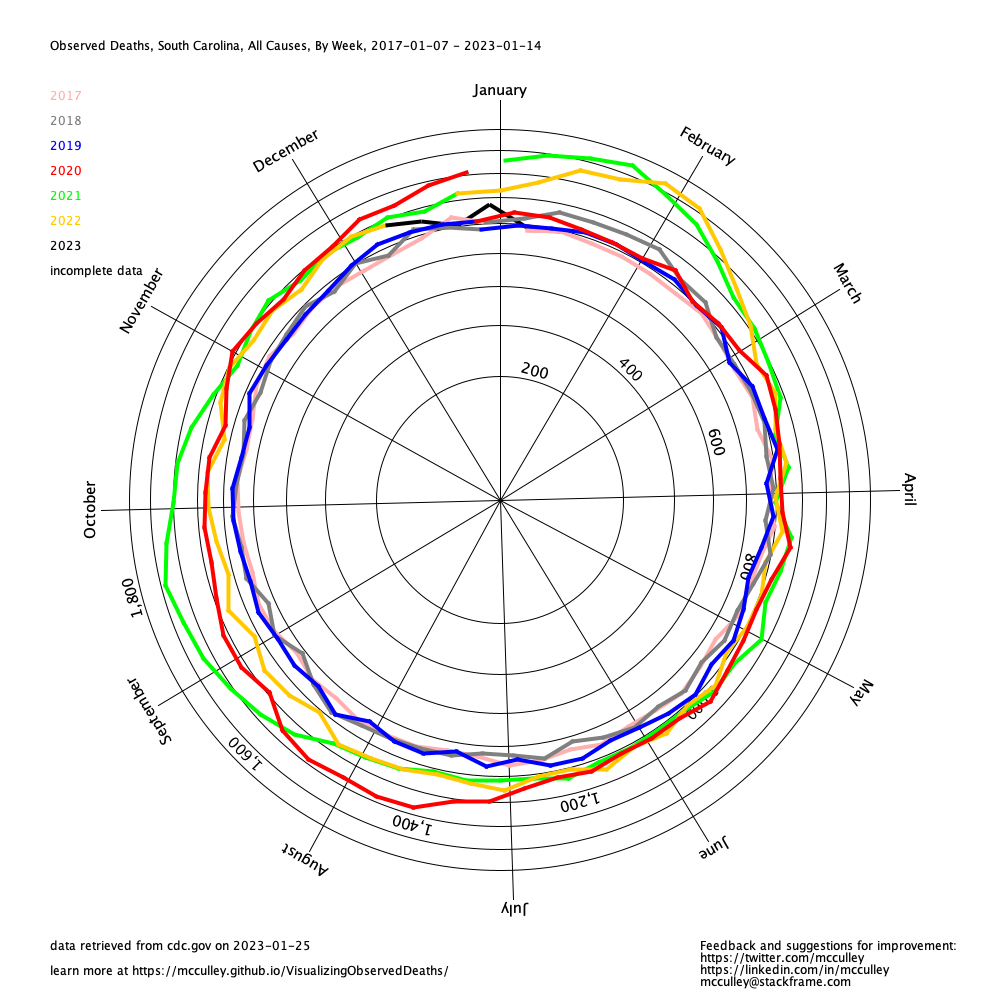 Observed Deaths, South Carolina, All Causes, By Week, 2017-01-07 - 2023-01-14
January
2017
2018
2019
2020
2021
2022
2023
incomplete data
December
February
November
March
200
400
600
April
October
800
1,800
May
September
1,600
1,400
1,200
August
June
July
data retrieved from cdc.gov on 2023-01-25
learn more at https://mcculley.github.io/VisualizingObservedDeaths/
Feedback and suggestions for improvement:
https://twitter.com/mcculley
https://linkedin.com/in/mcculley
mcculley@stackframe.com